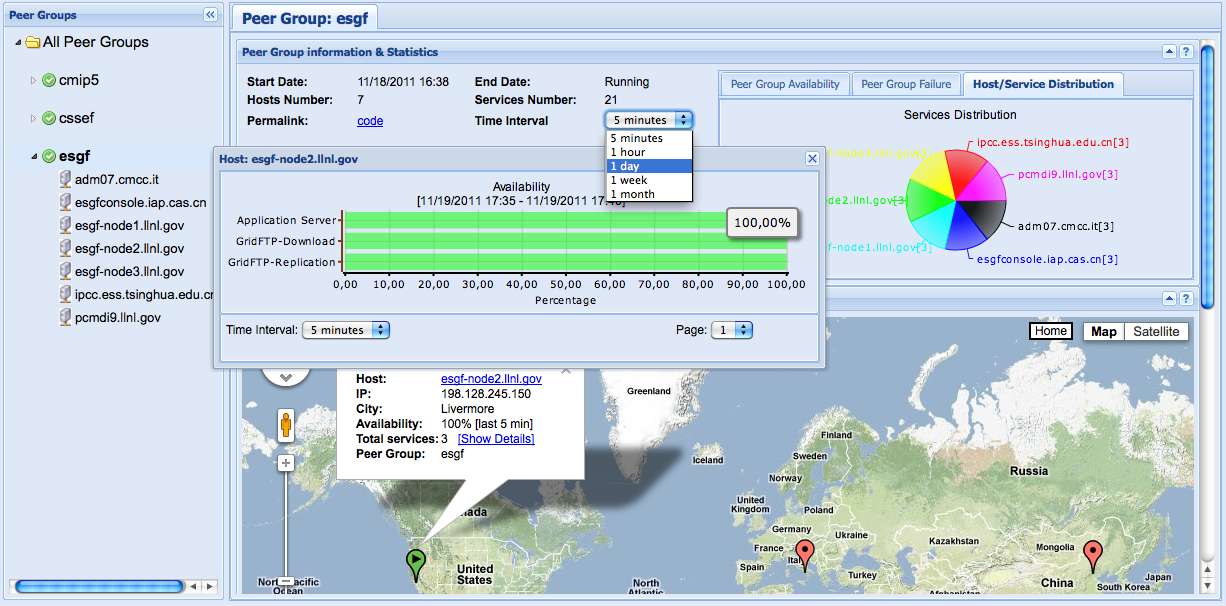 Peer Groups
All Peer Groups
cmip5
cssef
esgf
adm07.cmcc.it
esgfconsole.iap.cas.cn
esgf-node1.llnl.gov
esgf-node2.llnl.gov
esgf-node3.llnl.gov
ipcc.ess.tsinghua.edu.cn
pcmdi9.llnl.gov
Peer Group: esgf
Peer Group information & Statistics
Start Date: 11/18/2011 16:38 End Date: Running
Hosts Number: 7 Services Number: 21
Permalink: code Time Interval 5 minutes
5 minutes
1 hour
1 day
1 week
1 month
Peer Group Availability Peer Group Failure Host/Service Distribution
Services Distribution
node3.llnl.gov[3]
ipcc.ess.tsinghua.edu.cn[3]
pcmdi9.llnl.gov[3]
de2.llnl.gov[3]
adm07.cmcc.it[3]
f-node1.llnl.gov[3]
esgfconsole.iap.cas.cn[3]
Host: esgf-node2.llnl.gov
Availability
[11/19/2011 17:35 - 11/19/2011 17:40]
Application Server
GridFTP-Download
GridFTP-Replication
100,00%
0,00 10,00 20,00 30,00 40,00 50,00 60,00 70,00 80,00 90,00 100,00
Percentage
Time Interval: 5 minutes Page: 1
Home Map Satellite
Host: esgf-node2.llnl.gov
IP: 198.128.245.150
City: Livermore
Availability: 100% [last 5 min]
Total services: 3 [Show Details]
Peer Group: esgf
Greenland
Iceland
Finland
Sweden
Norway
Russia
United
Kingdom
Poland
Germany
Ukraine
France
Kazakhstan
Mongolia
Spain
Turkey
China
Japan
South Korea
Afghanistan
nada
United
States
North
Atlantic
Ocean